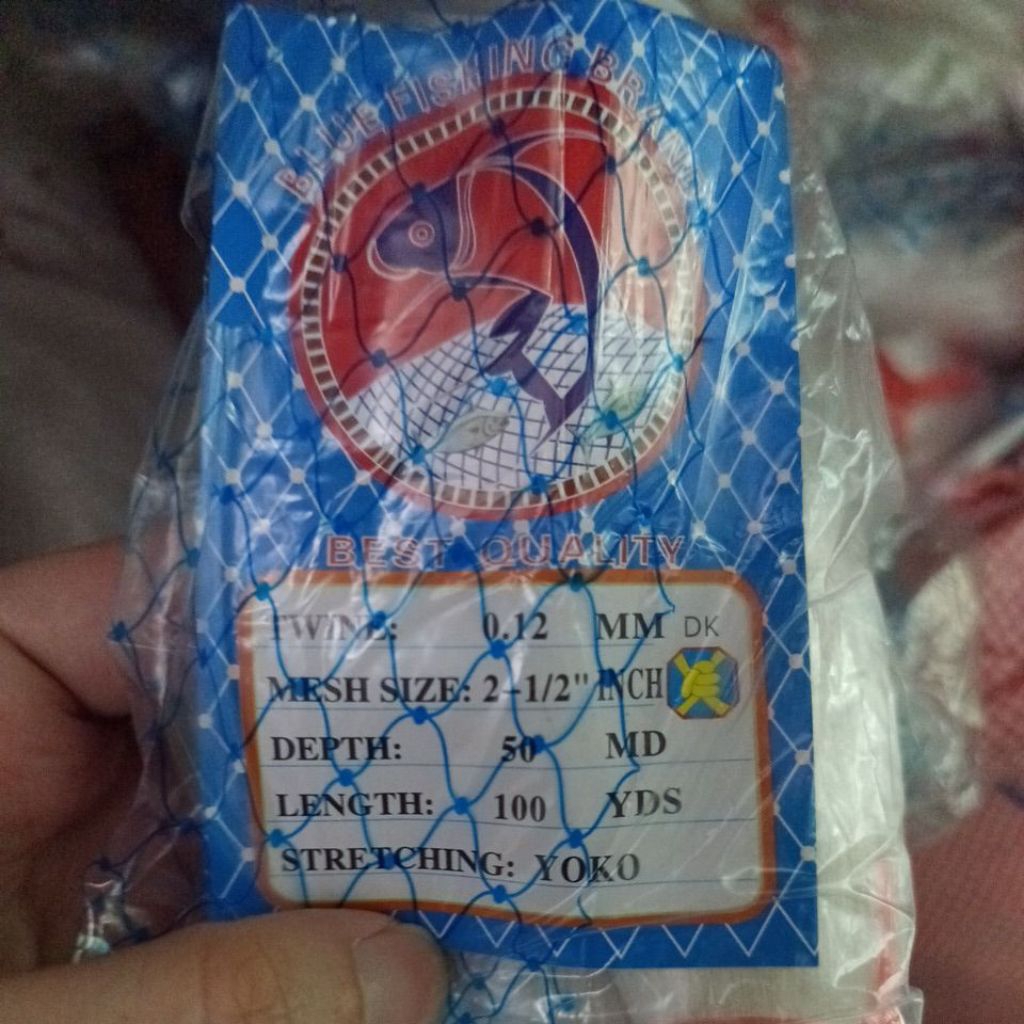 BLUE FISHING BRAND
BEST QUALITY
TWINE: 0.12 MM DK
MESH SIZE: 2-1/2" INCH
DEPTH: 50 MD
LENGTH: 100 YDS
STRETCHING: YOKO